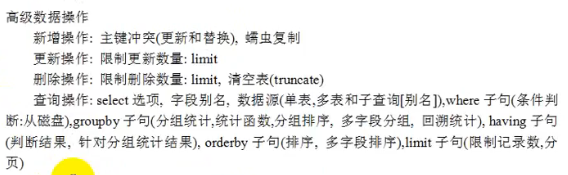 高级数据操作
新增操作: 主键冲突(更新和替换), 蠕虫复制
更新操作: 限制更新数量: limit
删除操作: 限制删除数量: limit, 清空表(truncate)
查询操作: select 选项, 字段别名, 数据源(单表,多表和子查询[别名]),where 子句(条件判
断:从磁盘),groupby 子句(分组统计,统计函数,分组排序, 多字段分组, 回溯统计), having 子句
(判断结果, 针对分组统计结果), orderby 子句(排序, 多字段排序),limit 子句(限制记录数,分
页)